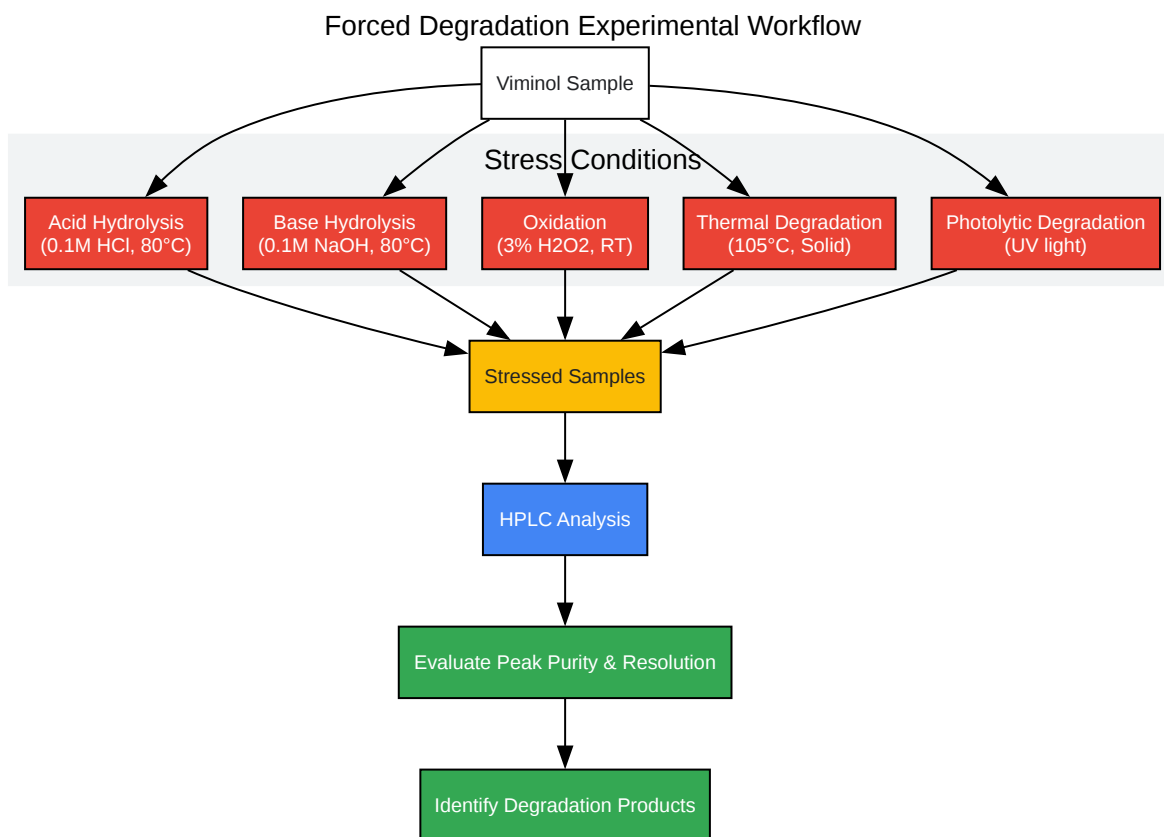 Forced Degradation Experimental Workflow
Viminol Sample
Stress Conditions
Acid Hydrolysis
(0.1M HCl, 80°C)
Base Hydrolysis
(0.1M NaOH, 80°C)
Oxidation
(3% H2O2, RT)
Thermal Degradation
(105°C, Solid)
Photolytic Degradation
(UV light)
Stressed Samples
HPLC Analysis
Evaluate Peak Purity & Resolution
Identify Degradation Products